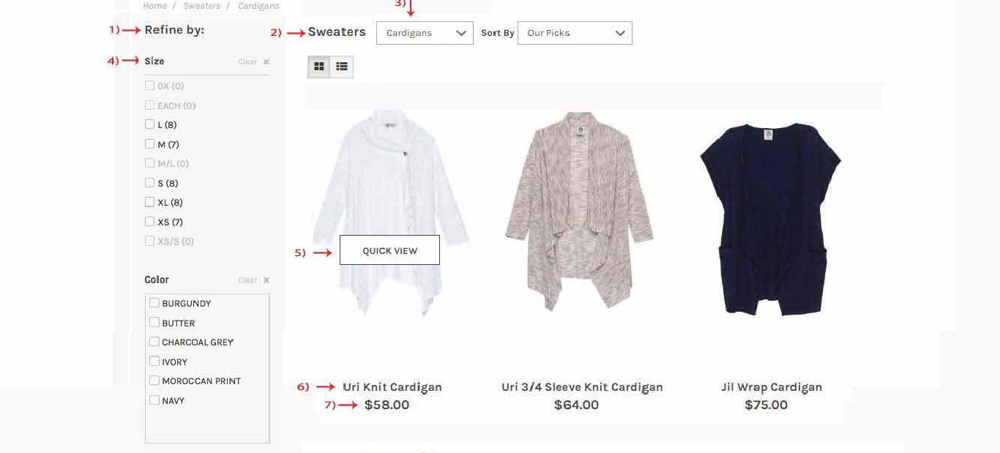 Home / Sweaters / Cardigans
1) Refine by:
4) Size Clear ×
OX (0)
EACH (0)
L (8)
M (7)
M/L (0)
S (8)
XL (8)
XS (7)
XS/S (0)
Color Clear ×
BURGUNDY
BUTTER
CHARCOAL GREY
IVORY
MOROCCAN PRINT
NAVY
3)
2) Sweaters Cardigans Sort By Our Picks
5) QUICK VIEW
6) Uri Knit Cardigan
7) $58.00
Uri 3/4 Sleeve Knit Cardigan
$64.00
Jil Wrap Cardigan
$75.00